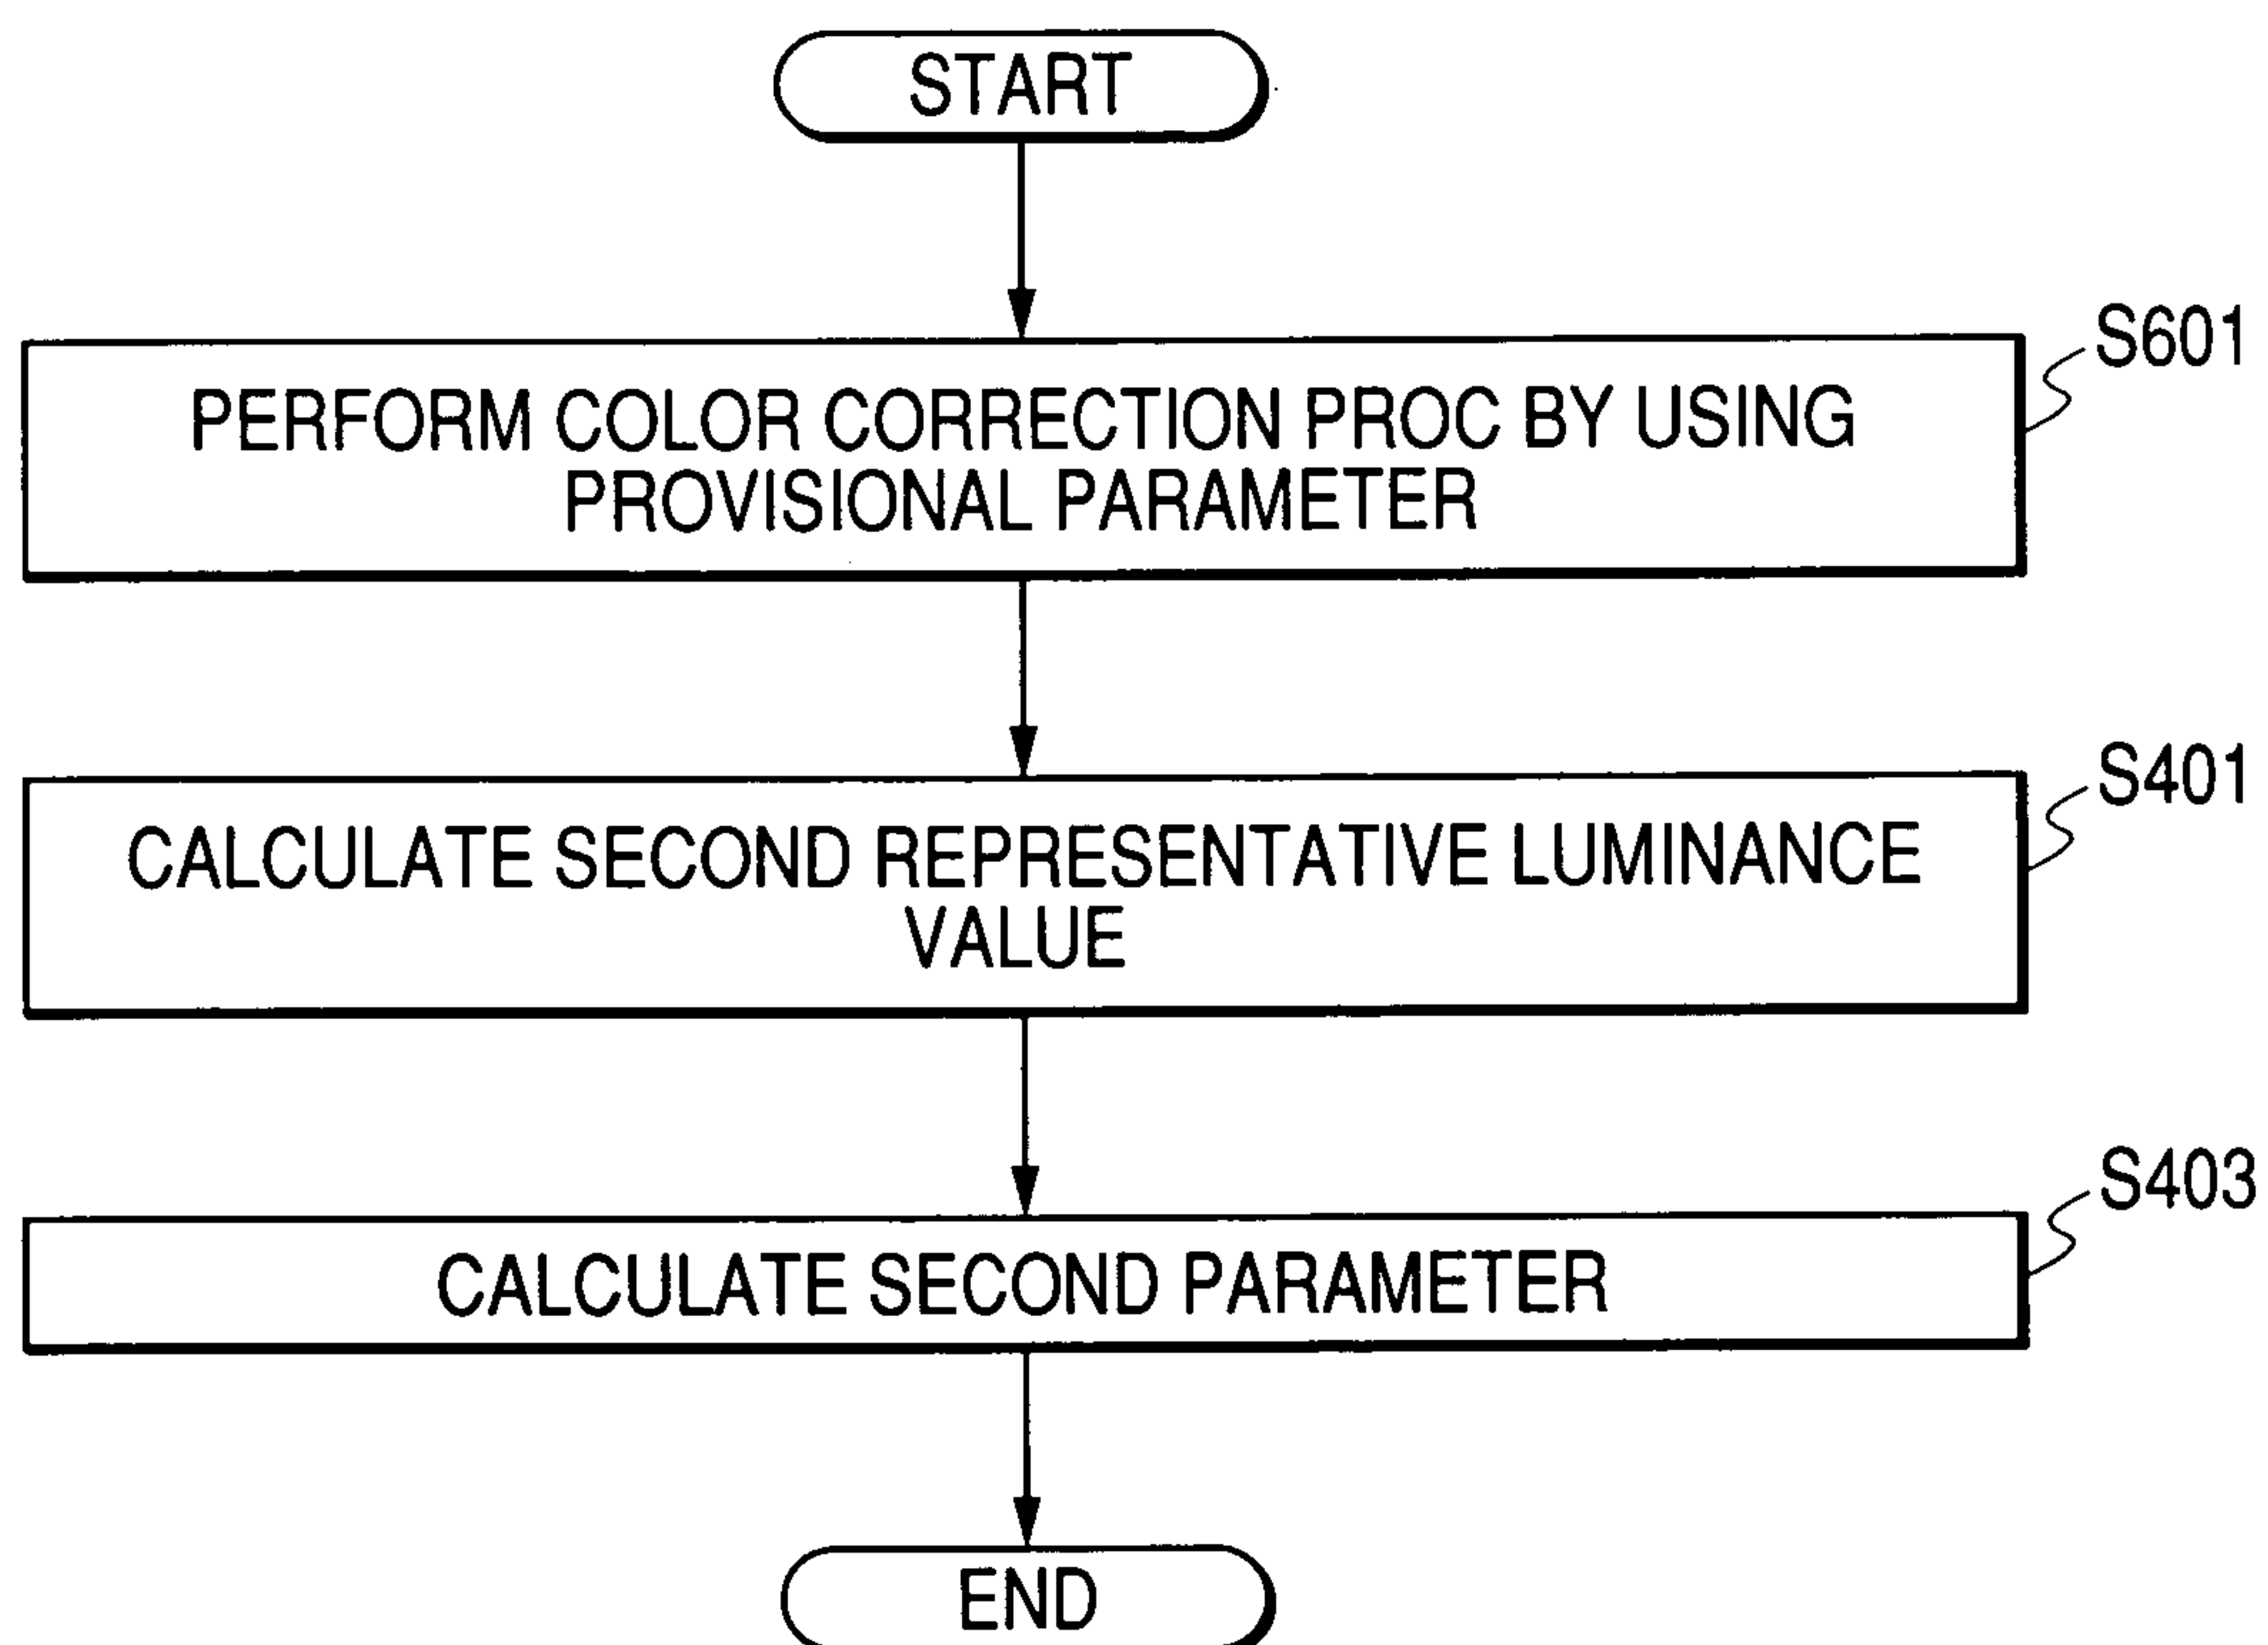 START
S601
PERFORM COLOR CORRECTION PROC BY USING
PROVISIONAL PARAMETER
S401
CALCULATE SECOND REPRESENTATIVE LUMINANCE
VALUE
S403
CALCULATE SECOND PARAMETER
END